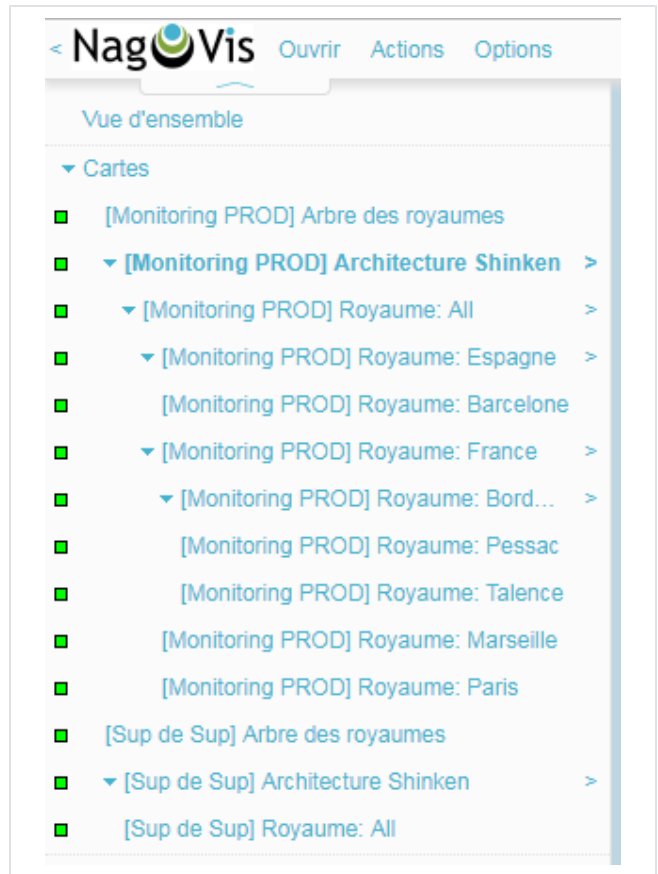 < NagVis Ouvrir Actions Options
Vue d'ensemble
Cartes
[Monitoring PROD] Arbre des royaumes
[Monitoring PROD] Architecture Shinken >
[Monitoring PROD] Royaume: All >
[Monitoring PROD] Royaume: Espagne >
[Monitoring PROD] Royaume: Barcelone
[Monitoring PROD] Royaume: France >
[Monitoring PROD] Royaume: Bord... >
[Monitoring PROD] Royaume: Pessac
[Monitoring PROD] Royaume: Talence
[Monitoring PROD] Royaume: Marseille
[Monitoring PROD] Royaume: Paris
[Sup de Sup] Arbre des royaumes
[Sup de Sup] Architecture Shinken >
[Sup de Sup] Royaume: All